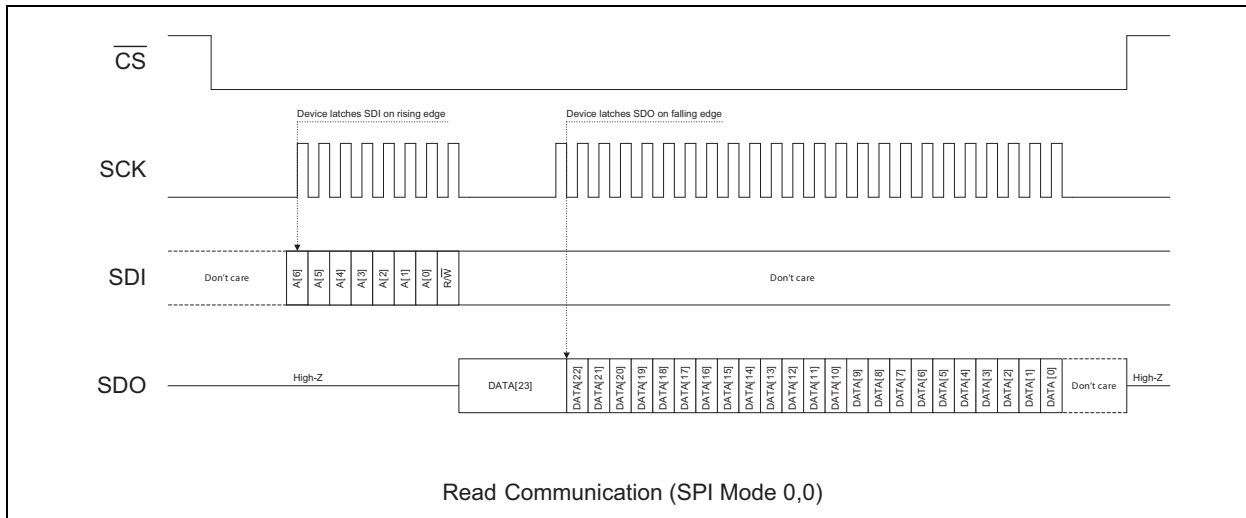 CS
Device latches SDI on rising edge
Device latches SDO on falling edge
SCK
SDI
Don't care
A[6]
A[5]
A[4]
A[3]
A[2]
A[1]
A[0]
R/W
Don't care
SDO
High-Z
DATA[23]
DATA[22]
DATA[21]
DATA[20]
DATA[19]
DATA[18]
DATA[17]
DATA[16]
DATA[15]
DATA[14]
DATA[13]
DATA[12]
DATA[11]
DATA[10]
DATA[9]
DATA[8]
DATA[7]
DATA[6]
DATA[5]
DATA[4]
DATA[3]
DATA[2]
DATA[1]
DATA [0]
Don't care
High-Z
Read Communication (SPI Mode 0,0)